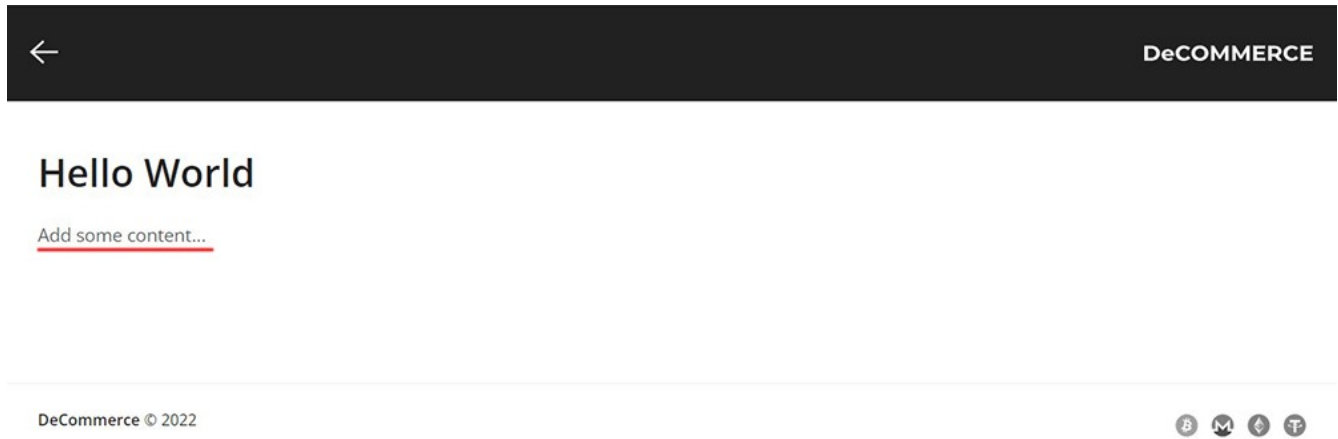 DeCOMMERCE
Hello World
Add some content...
DeCommerce © 2022